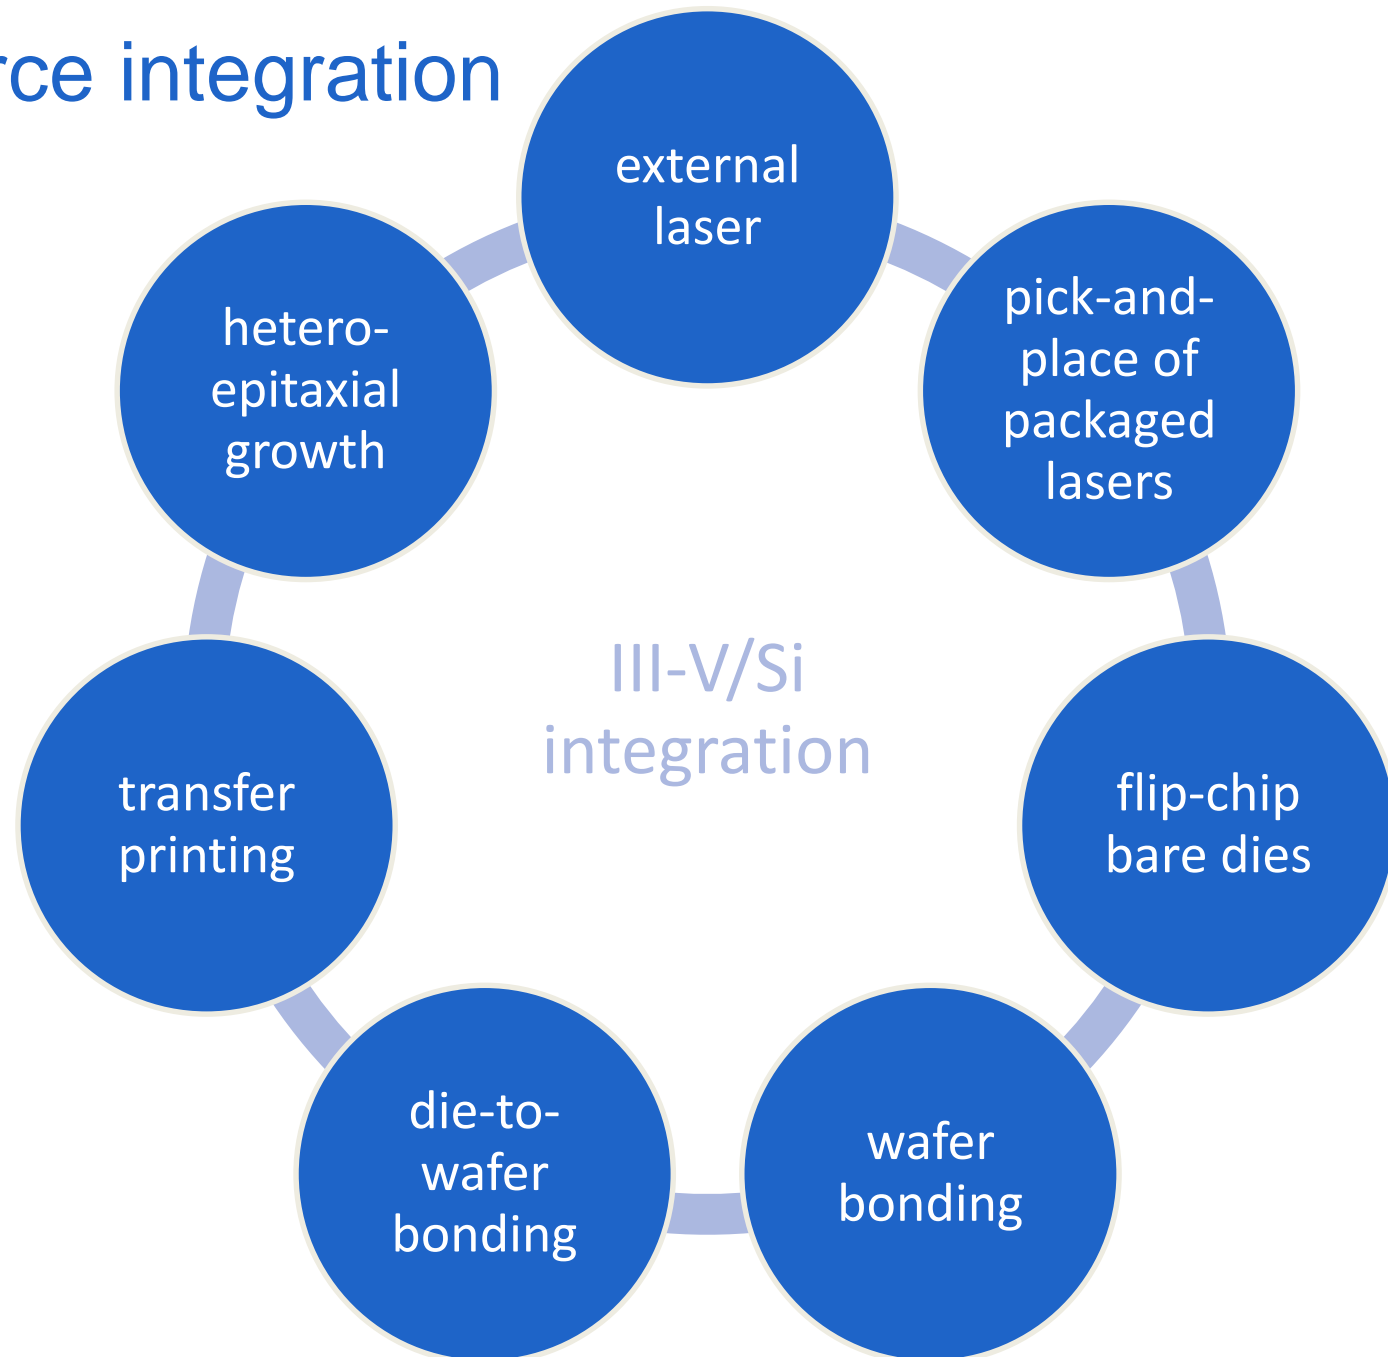 rce integration
external
laser
pick-and-
place of
packaged
lasers
flip-chip
bare dies
wafer
bonding
die-to-
wafer
bonding
transfer
printing
hetero-
epitaxial
growth
III-V/Si
integration